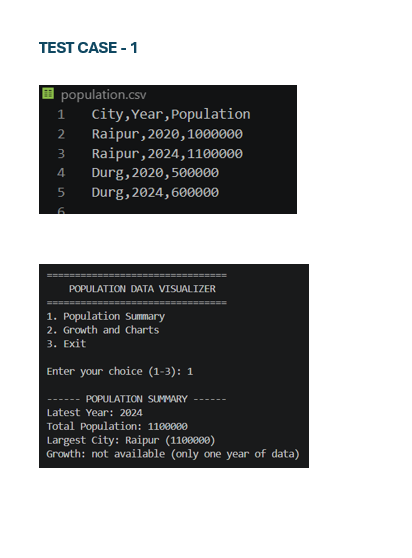 TEST CASE - 1
population.csv
1 City,Year,Population
2 Raipur,2020,1000000
3 Raipur,2024,1100000
4 Durg,2020,500000
5 Durg,2024,600000
6
================================
POPULATION DATA VISUALIZER
================================
1. Population Summary
2. Growth and Charts
3. Exit
Enter your choice (1-3): 1
------ POPULATION SUMMARY ------
Latest Year: 2024
Total Population: 1100000
Largest City: Raipur (1100000)
Growth: not available (only one year of data)